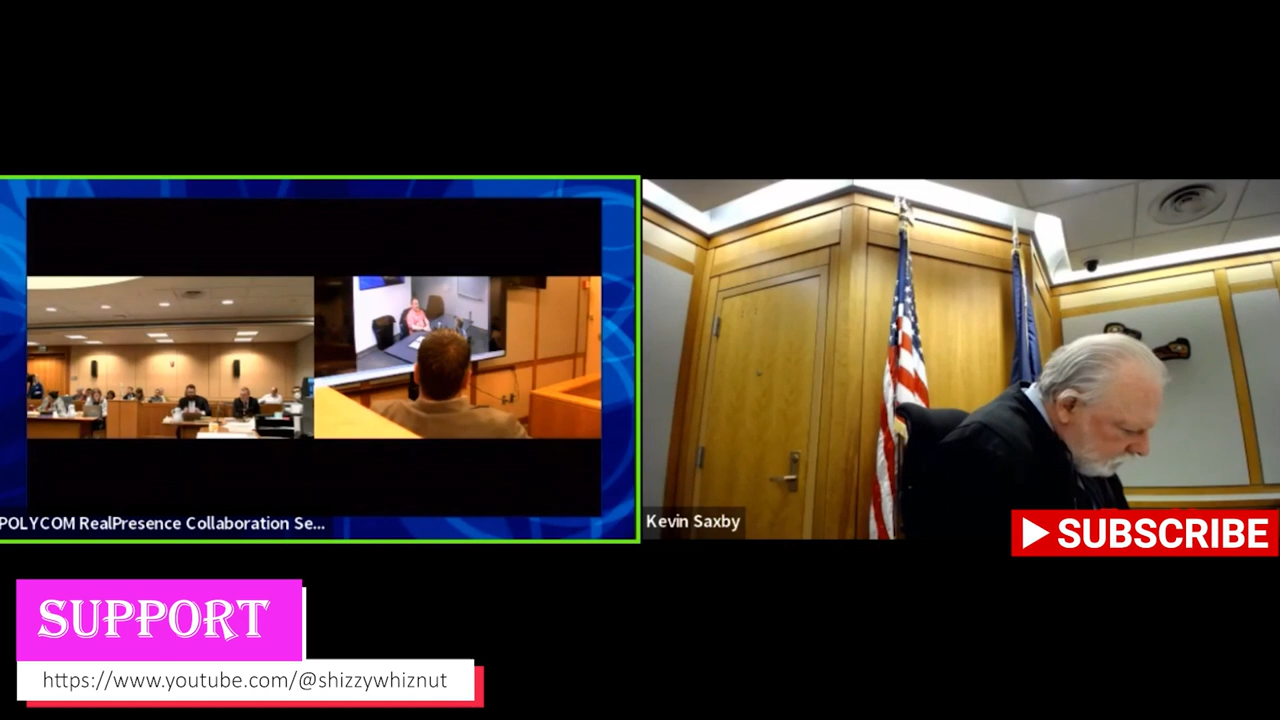 POLYCOM RealPresence Collaboration Se...
Kevin Saxby
SUBSCRIBE
SUPPORT
https://www.youtube.com/@shizzywhiznut